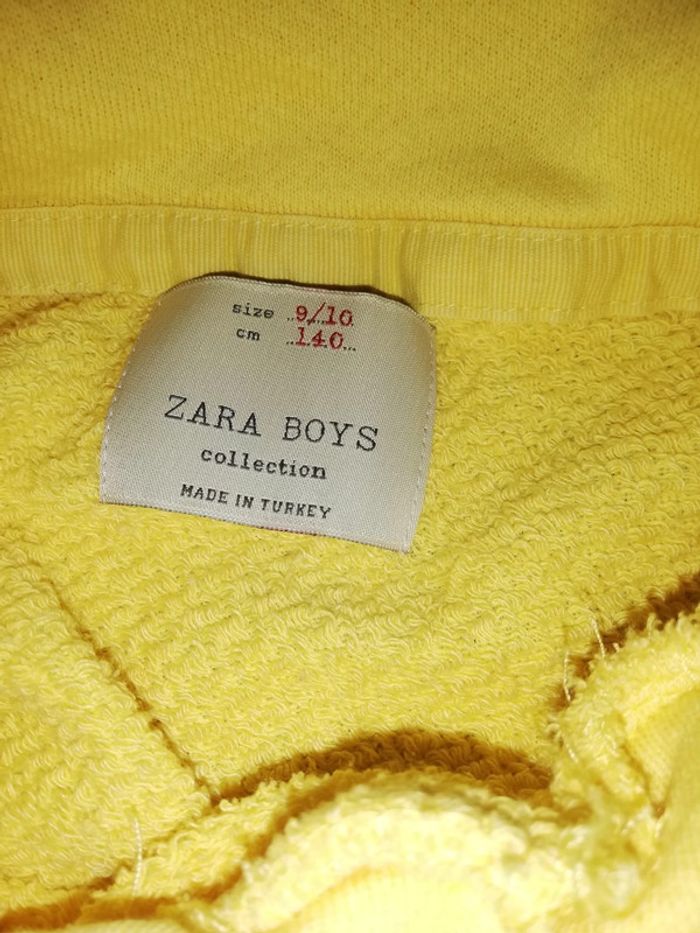 size 9/10
cm 140
ZARA BOYS
collection
MADE IN TURKEY